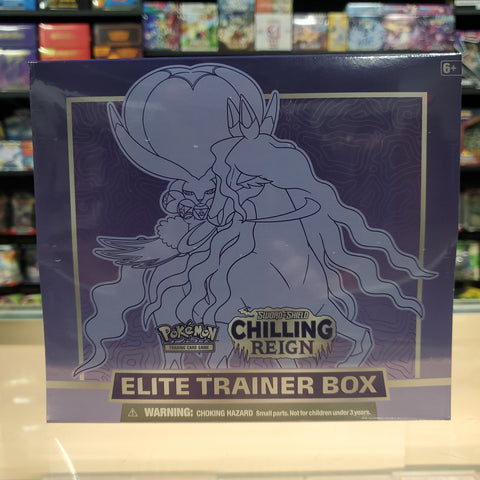 6+
SWORD & SHIELD
CHILLING
REIGN
POKéMON
TRADING CARD GAME
ELITE TRAINER BOX
WARNING: CHOKING HAZARD Small parts. Not for children under 3 years.